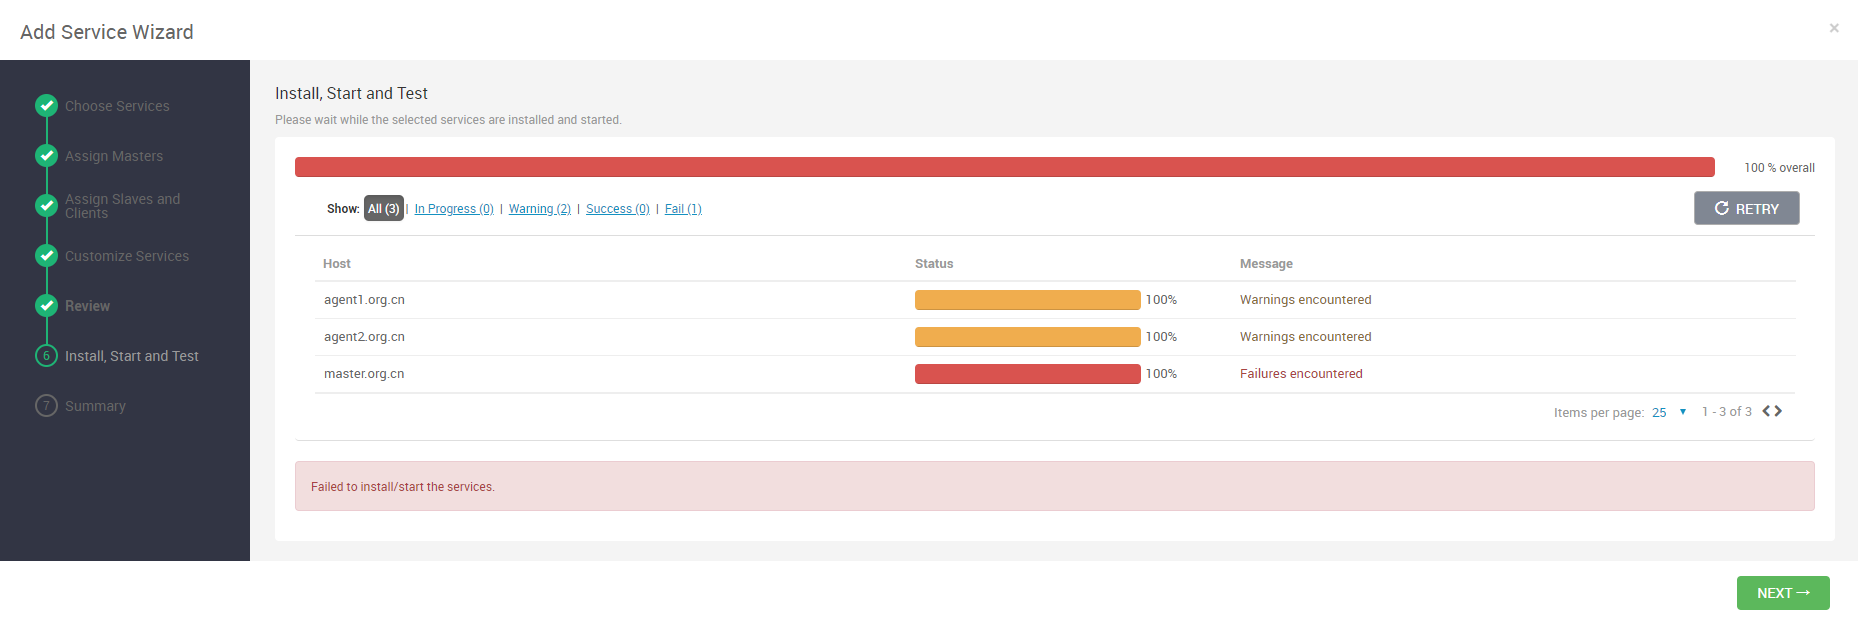 Add Service Wizard
×
Choose Services
Assign Masters
Assign Slaves and
Clients
Customize Services
Review
6 Install, Start and Test
7 Summary
Install, Start and Test
Please wait while the selected services are installed and started.
100 % overall
Show: All (3) | In Progress (0) | Warning (2) | Success (0) | Fail (1)
RETRY
Host Status Message
agent1.org.cn 100% Warnings encountered
agent2.org.cn 100% Warnings encountered
master.org.cn 100% Failures encountered
Items per page: 25 1 - 3 of 3
Failed to install/start the services.
NEXT →